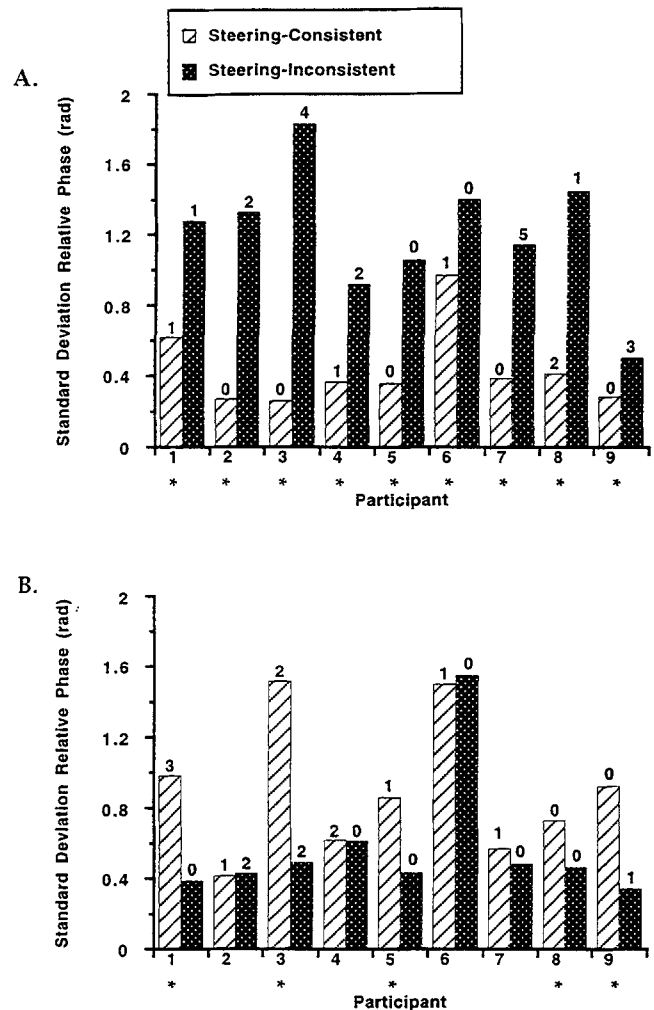 Steering-Consistent
Steering-Inconsistent
A.
Standard Deviation Relative Phase (rad)
2
1.6
1.2
0.8
0.4
0
1 1 0 2 0 4 1 2 0 0 1 0 0 5 2 1 0 3
1 2 3 4 5 6 7 8 9
* * * * * * * * *
Participant
B.
Standard Deviation Relative Phase (rad)
2
1.6
1.2
0.8
0.4
0
3 0 1 2 2 2 2 0 1 0 1 0 1 0 0 0 0 1
1 2 3 4 5 6 7 8 9
* * * * *
Participant